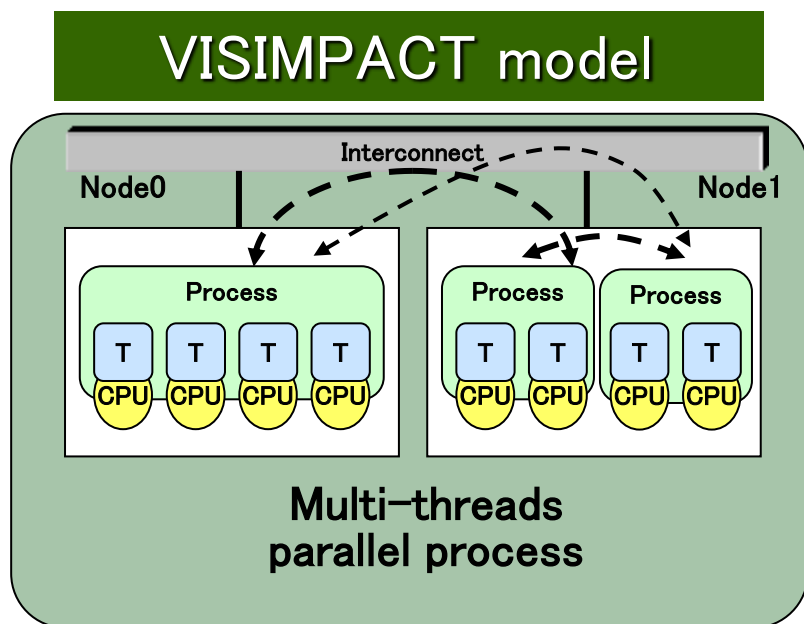 VISIMPACT model
Interconnect
Node0
Node1
Process
Process
Process
T T T T T T T T
CPU CPU CPU CPU CPU CPU CPU CPU
Multi-threads
parallel process